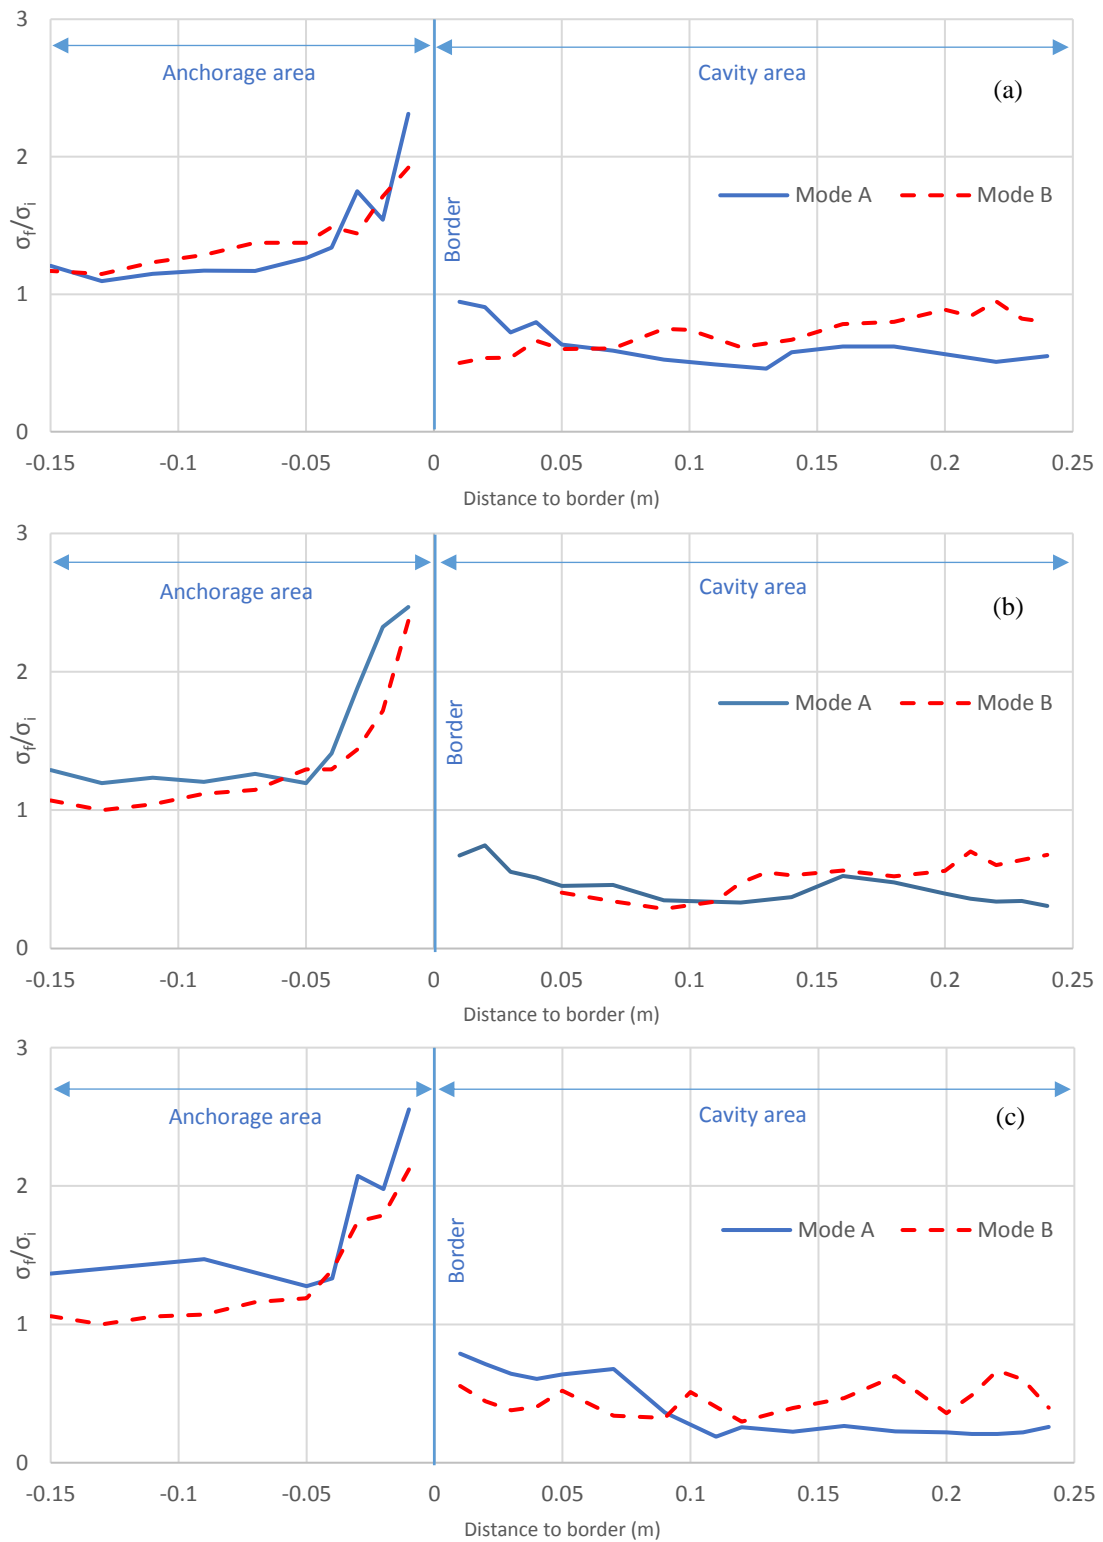 3
Anchorage area
Cavity area
(a)
2
Mode A
Mode B
σf/σi
Border
1
0
-0.15
-0.1
-0.05
0
0.05
0.1
0.15
0.2
0.25
Distance to border (m)
3
Anchorage area
Cavity area
(b)
2
Mode A
Mode B
σf/σi
Border
1
0
-0.15
-0.1
-0.05
0
0.05
0.1
0.15
0.2
0.25
Distance to border (m)
3
Anchorage area
Cavity area
(c)
2
Mode A
Mode B
σf/σi
Border
1
0
-0.15
-0.1
-0.05
0
0.05
0.1
0.15
0.2
0.25
Distance to border (m)